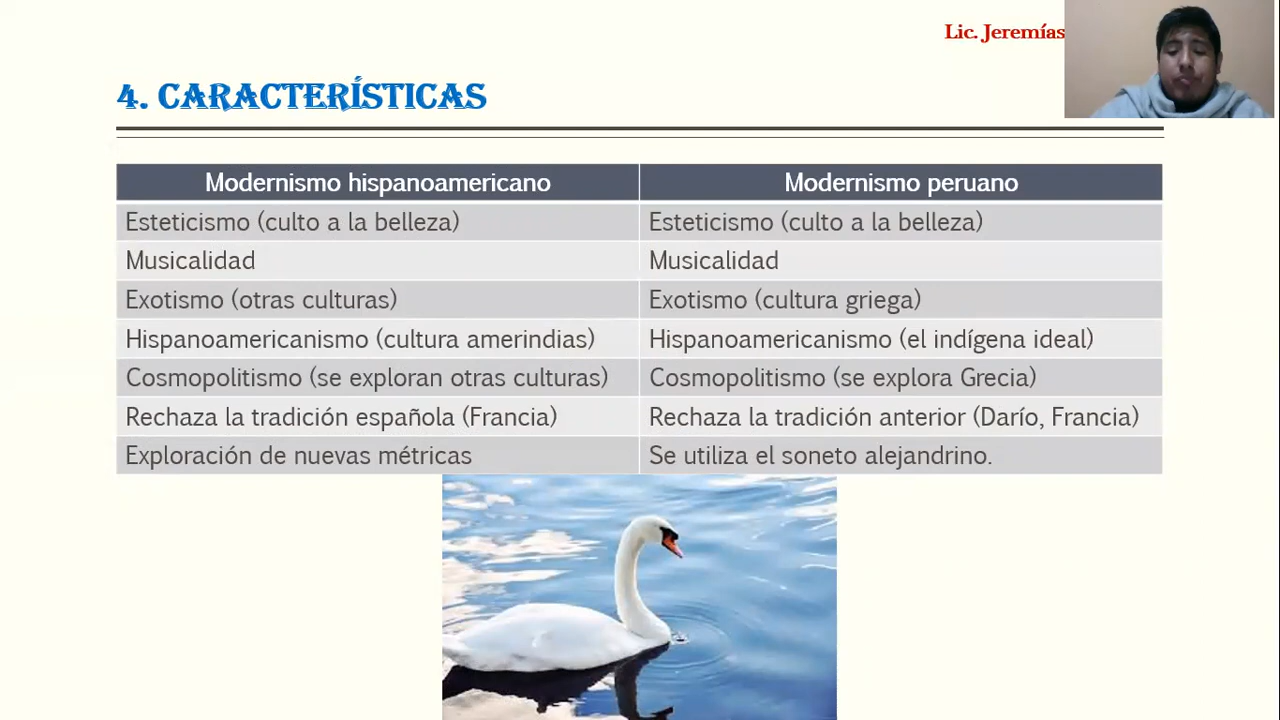 Lic. Jeremías
4. CARACTERÍSTICAS
Modernismo hispanoamericano Modernismo peruano
Esteticismo (culto a la belleza) Esteticismo (culto a la belleza)
Musicalidad Musicalidad
Exotismo (otras culturas) Exotismo (cultura griega)
Hispanoamericanismo (cultura amerindias) Hispanoamericanismo (el indígena ideal)
Cosmopolitismo (se exploran otras culturas) Cosmopolitismo (se explora Grecia)
Rechaza la tradición española (Francia) Rechaza la tradición anterior (Darío, Francia)
Exploración de nuevas métricas Se utiliza el soneto alejandrino.